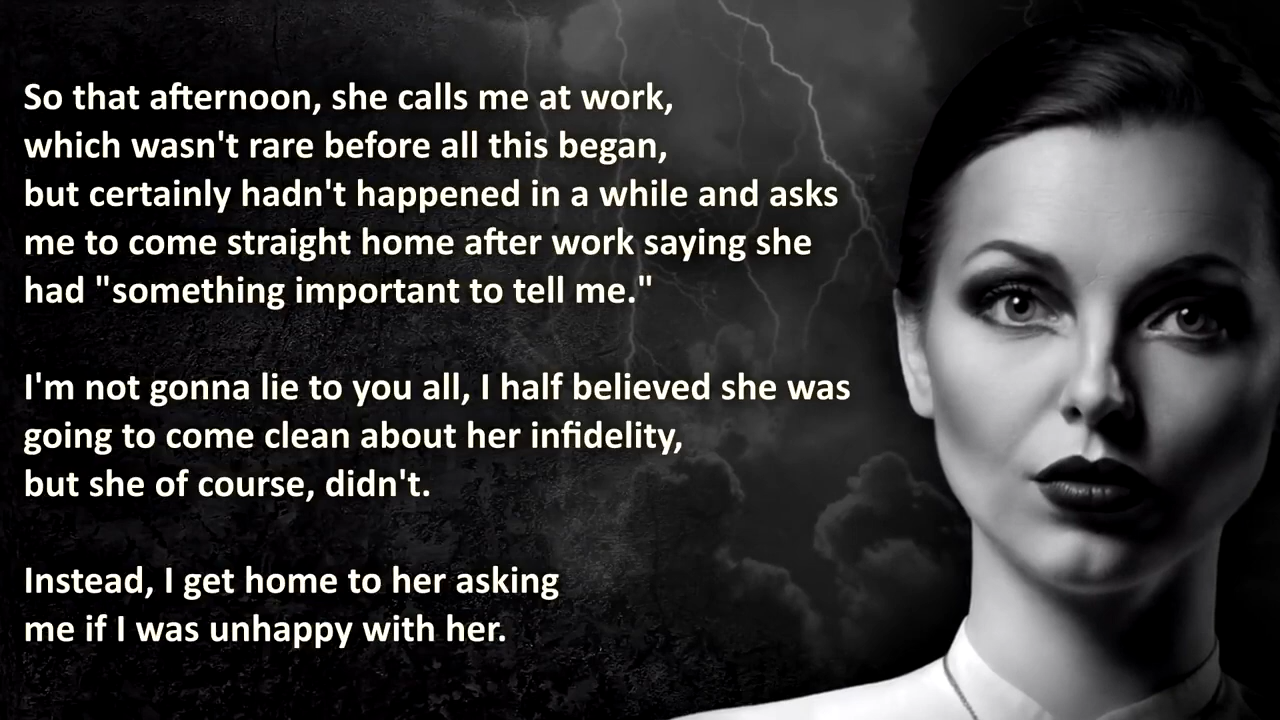 So that afternoon, she calls me at work,
which wasn't rare before all this began,
but certainly hadn't happened in a while and asks
me to come straight home after work saying she
had "something important to tell me."
I'm not gonna lie to you all, I half believed she was
going to come clean about her infidelity,
but she of course, didn't.
Instead, I get home to her asking
me if I was unhappy with her.